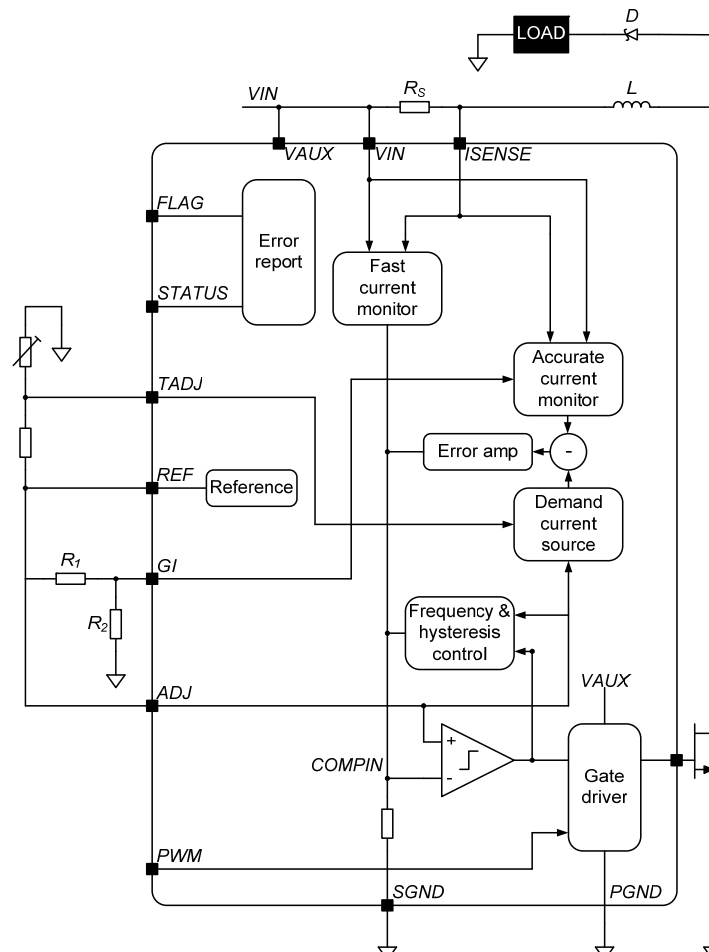 D
LOAD
VIN
R_S
L
VAUX
VIN
ISENSE
FLAG
Error
report
Fast
current
monitor
STATUS
Accurate
current
monitor
TADJ
Error amp
-
REF
Reference
Demand
current
source
R1
GI
R2
Frequency &
hysteresis
control
ADJ
VAUX
+
COMPIN
-
Gate
driver
PWM
SGND
PGND